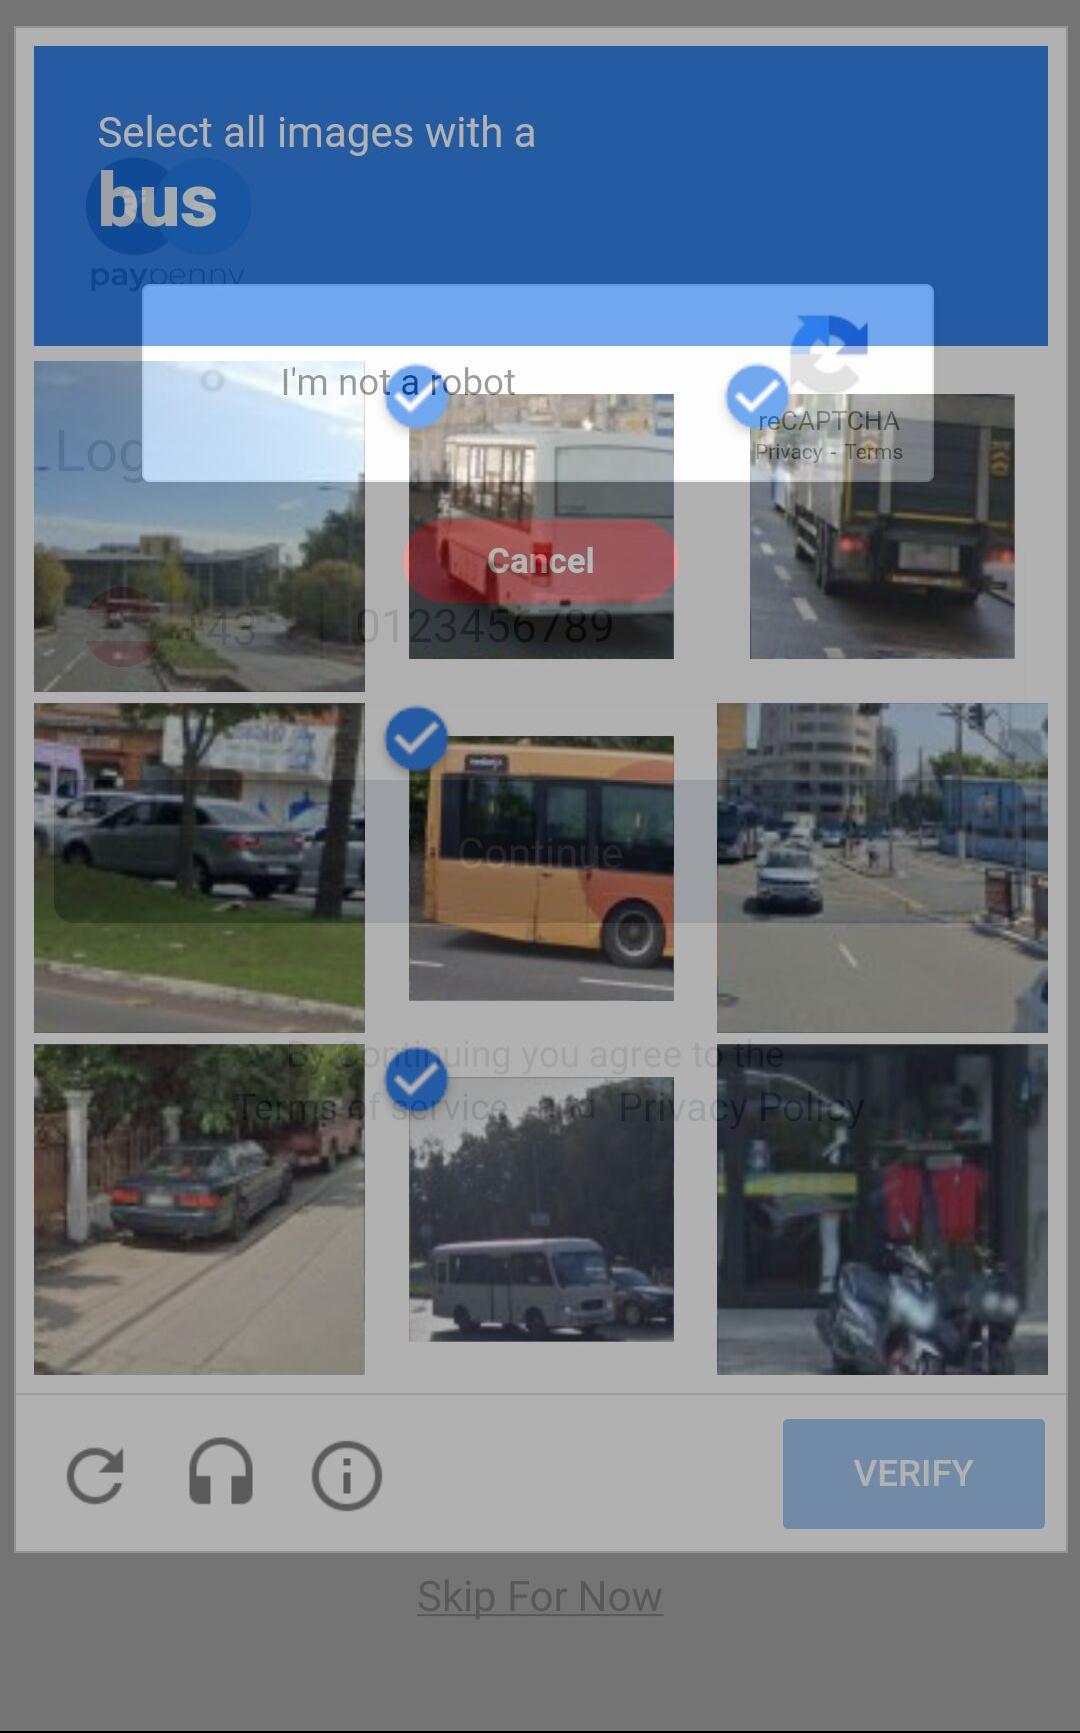 Select all images with a
bus
paypenny
I'm not a robot
reCAPTCHA
Privacy - Terms
Log
Cancel
43
0123456789
Continue
By Continuing you agree to the
Terms of service and Privacy Policy
VERIFY
Skip For Now